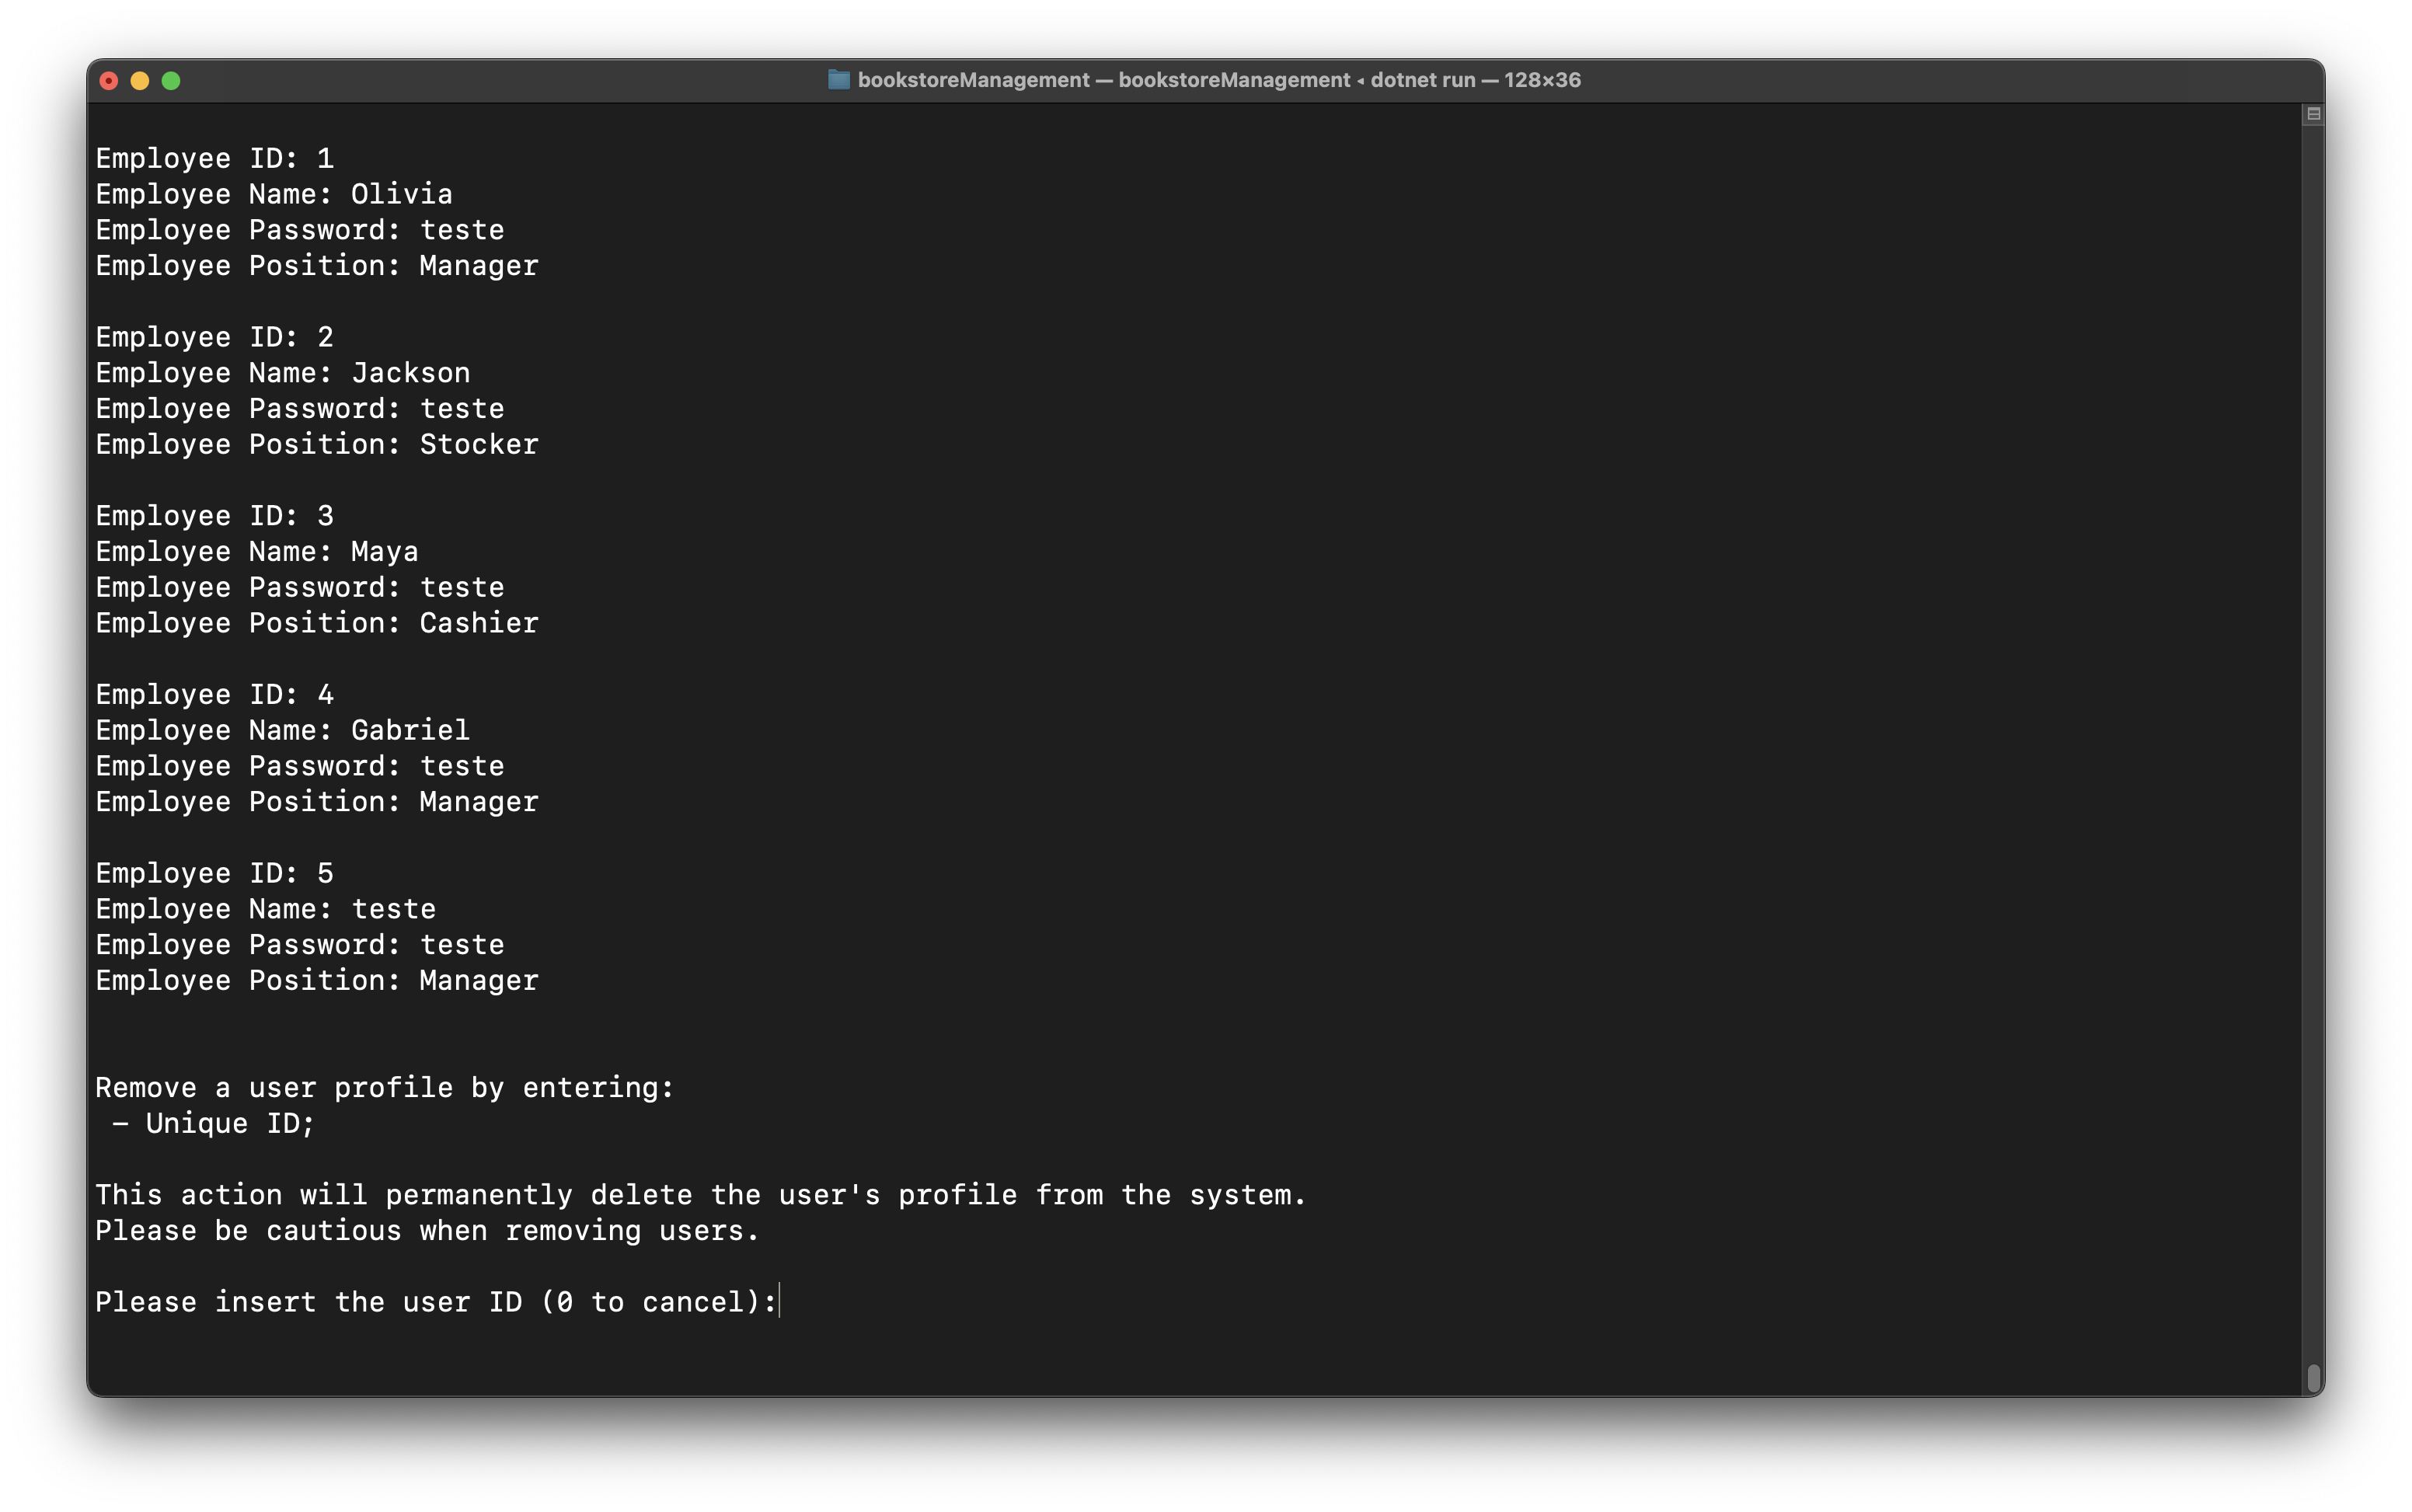 bookstoreManagement — bookstoreManagement ◂ dotnet run — 128×36
Employee ID: 1
Employee Name: Olivia
Employee Password: teste
Employee Position: Manager
Employee ID: 2
Employee Name: Jackson
Employee Password: teste
Employee Position: Stocker
Employee ID: 3
Employee Name: Maya
Employee Password: teste
Employee Position: Cashier
Employee ID: 4
Employee Name: Gabriel
Employee Password: teste
Employee Position: Manager
Employee ID: 5
Employee Name: teste
Employee Password: teste
Employee Position: Manager
Remove a user profile by entering:
 - Unique ID;
This action will permanently delete the user's profile from the system.
Please be cautious when removing users.
Please insert the user ID (0 to cancel):